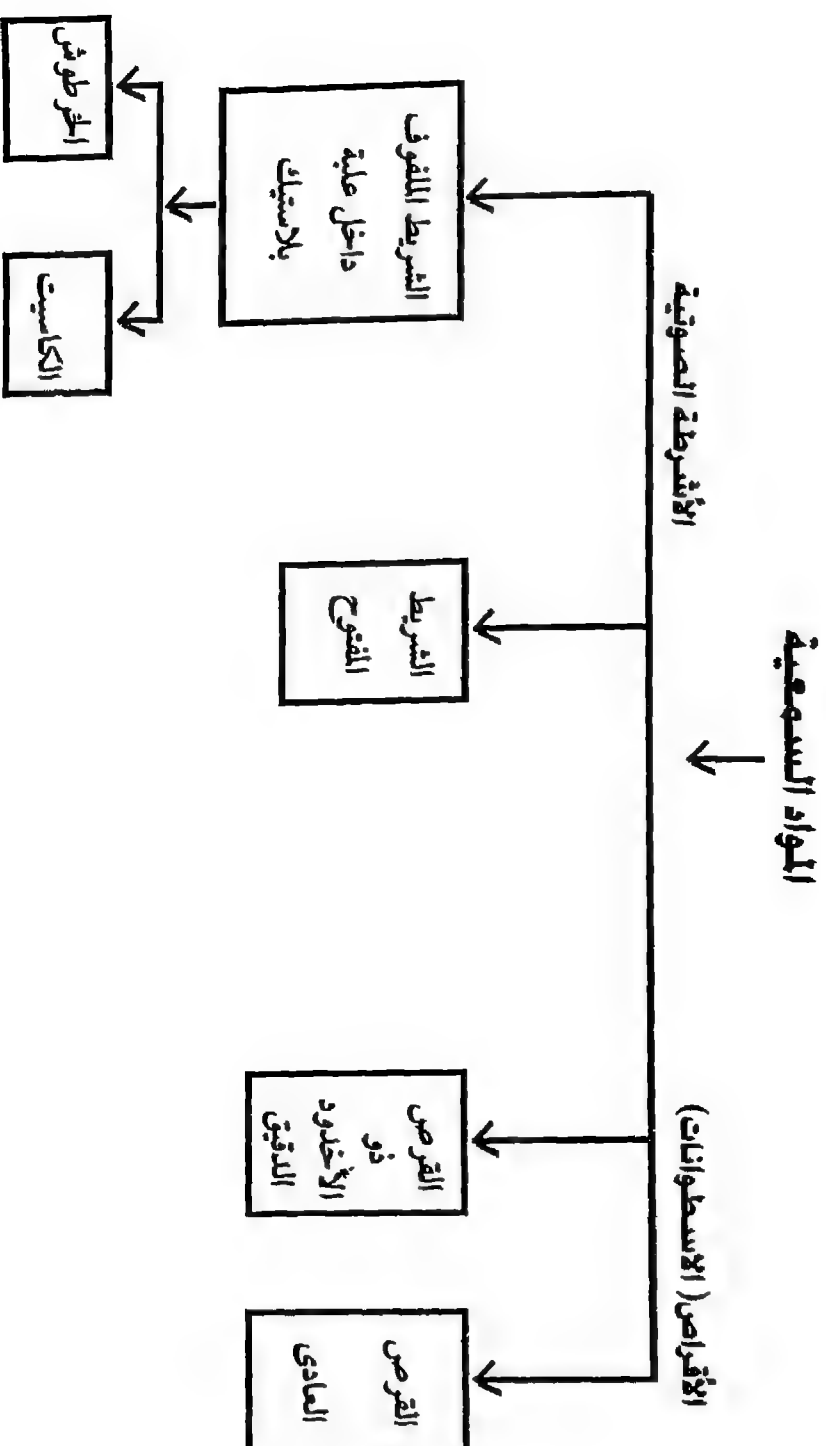 المواد السمعية
الأقراص (الاسطوانات)
الأشرطة الصوتية
القرص
العادى
القرص
ذو
الأخدود
الدقيق
الشريط
المفتوح
الشريط الملفوف
داخل علبة
بلاستيك
الكاسيت
الخرطوش